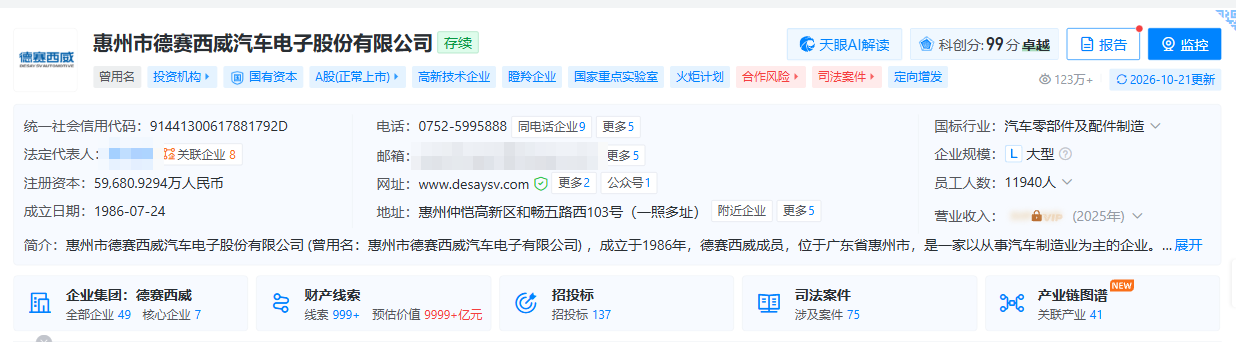 惠州市德赛西威汽车电子股份有限公司 存续
天眼AI解读 科创分:99分 卓越 报告 监控
德赛西威
DESAY SV AUTOMOTIVE
曾用名 投资机构 国有资本 A股(正常上市) 高新技术企业 瞪羚企业 国家重点实验室 火炬计划 合作风险 司法案件 定向增发
123万+ 2026-10-21更新
统一社会信用代码：91441300617881792D 电话：0752-5995888 同电话企业9 更多5 国标行业：汽车零部件及配件制造
法定代表人： 关联企业 8 邮箱： 更多5 企业规模： L 大型
注册资本：59,680.9294万人民币 网址：www.desaysv.com 更多2 公众号1 员工人数：11940人
成立日期：1986-07-24 地址：惠州仲恺高新区和畅五路西103号（一照多址） 附近企业 更多5 营业收入： VIP (2025年)
简介：惠州市德赛西威汽车电子股份有限公司 (曾用名：惠州市德赛西威汽车电子有限公司) ，成立于1986年，德赛西威成员，位于广东省惠州市，是一家以从事汽车制造业为主的企业。... 展开
企业集团：德赛西威 财产线索 招投标 司法案件 产业链图谱 NEW
全部企业 49 核心企业 7 线索 999+ 预估价值 9999+亿元 招投标 137 涉及案件 75 关联产业 41